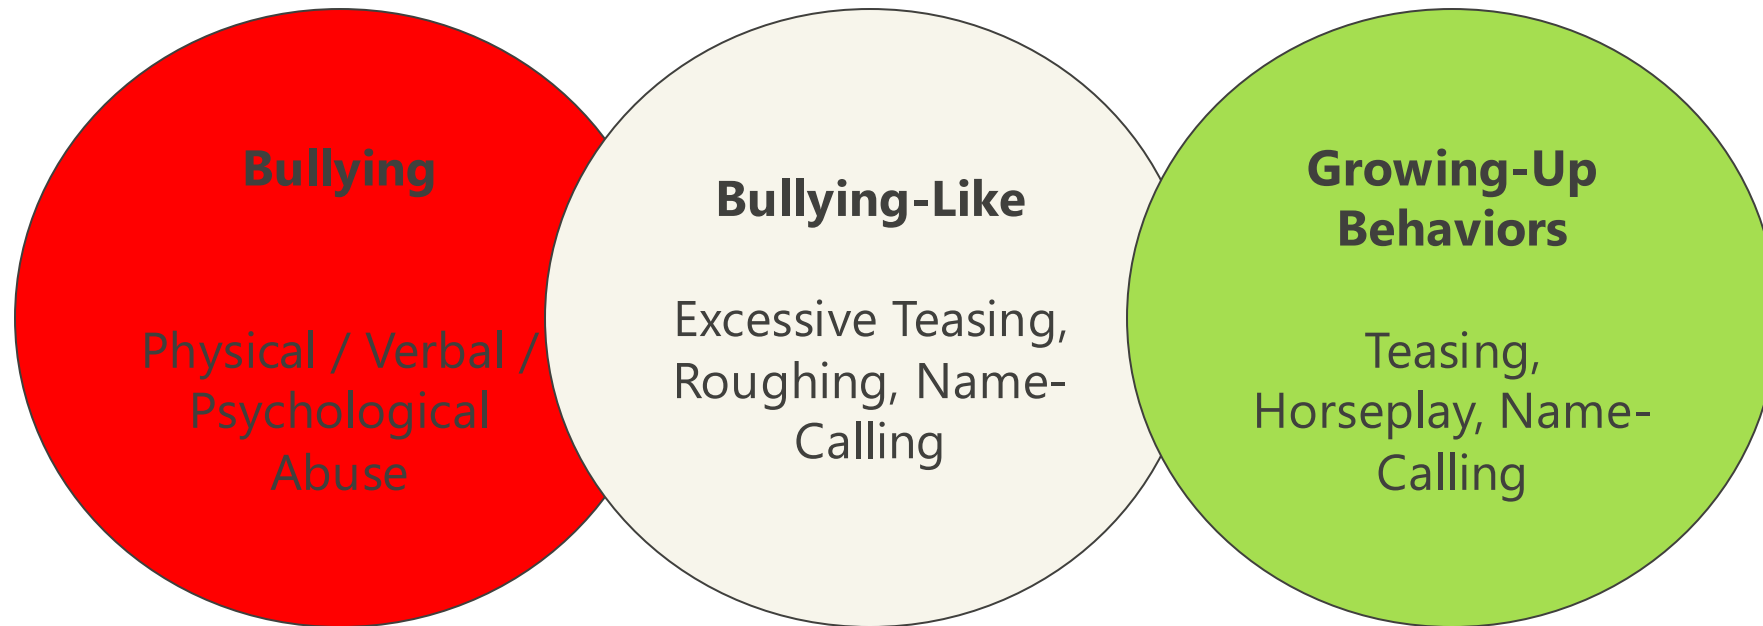 Bullying
Physical / Verbal /
Psychological
Abuse
Bullying-Like
Excessive Teasing,
Roughing, Name-
Calling
Growing-Up
Behaviors
Teasing,
Horseplay, Name-
Calling